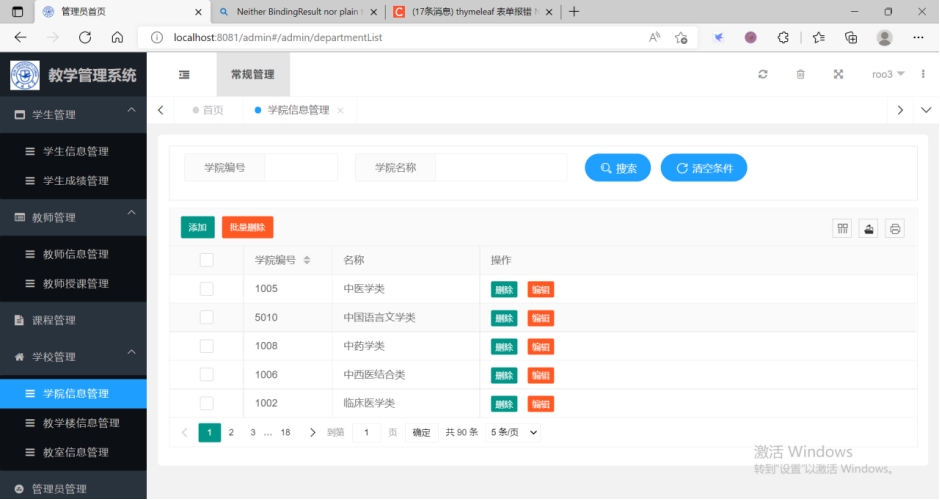 管理员首页
Neither BindingResult nor plain t
(17条消息) thymeleaf 表单报错 N
localhost:8081/admin#/admin/departmentList
教学管理系统
常规管理
roo3
学生管理
学生信息管理
学生成绩管理
教师管理
教师信息管理
教师授课管理
课程管理
学校管理
学院信息管理
教学楼信息管理
教室信息管理
管理员管理
首页
学院信息管理
学院编号
学院名称
搜索
清空条件
添加
批量删除
学院编号 名称 操作
1005 中医学类 删除 编辑
5010 中国语言文学类 删除 编辑
1008 中药学类 删除 编辑
1006 中西医结合类 删除 编辑
1002 临床医学类 删除 编辑
1 2 3 … 18 到第 1 页 确定 共 90 条 5 条/页
激活 Windows
转到"设置"以激活 Windows。